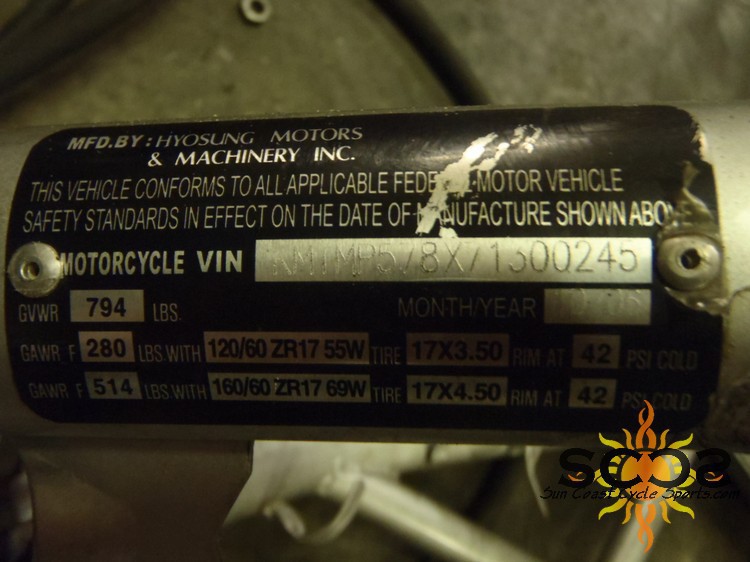 MFD.BY : HYOSUNG MOTORS
& MACHINERY INC.
THIS VEHICLE CONFORMS TO ALL APPLICABLE FEDERAL MOTOR VEHICLE
SAFETY STANDARDS IN EFFECT ON THE DATE OF MANUFACTURE SHOWN ABOVE
MOTORCYCLE VIN
GVWR 794 LBS. MONTH/YEAR
GAWR F 280 LBS.WITH 120/60 ZR17 55W TIRE 17X3.50 RIM AT 42 PSI COLD
GAWR F 514 LBS.WITH 160/60 ZR17 69W TIRE 17X4.50 RIM AT 42 PSI COLD
Sun Coast Cycle Sports.com